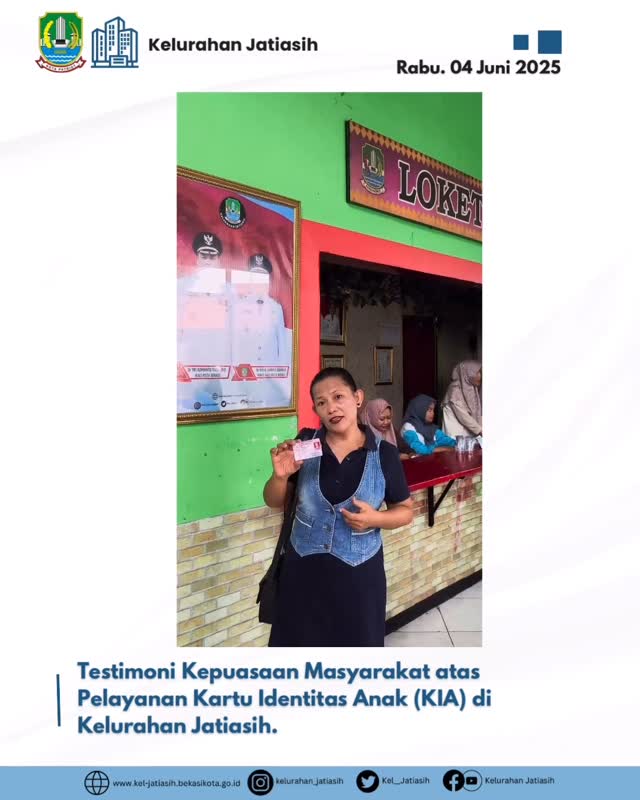 Kelurahan Jatiasih
Rabu. 04 Juni 2025
LOKET
Testimoni Kepuasaan Masyarakat atas
Pelayanan Kartu Identitas Anak (KIA) di
Kelurahan Jatiasih.
www.kel-jatiasih.bekasikota.go.id
kelurahan_jatiasih
Kel__Jatiasih
Kelurahan Jatiasih